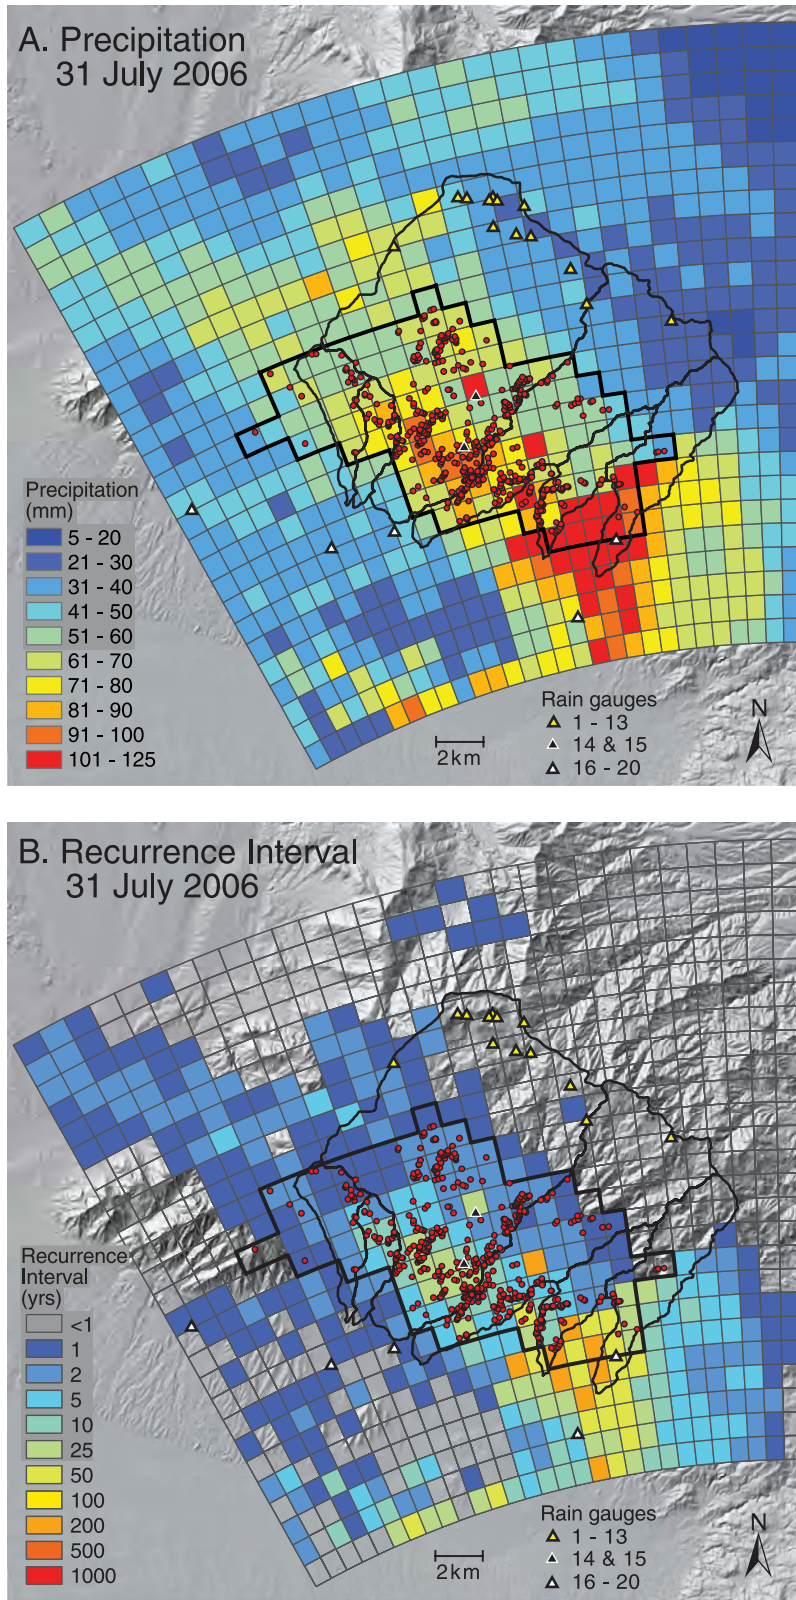 A. Precipitation
31 July 2006
Precipitation
(mm)
5 - 20
21 - 30
31 - 40
41 - 50
51 - 60
61 - 70
71 - 80
81 - 90
91 - 100
101 - 125
Rain gauges
1 - 13
14 & 15
16 - 20
2km
N
B. Recurrence Interval
31 July 2006
Recurrence
Interval
(yrs)
<1
1
2
5
10
25
50
100
200
500
1000
Rain gauges
1 - 13
14 & 15
16 - 20
2km
N